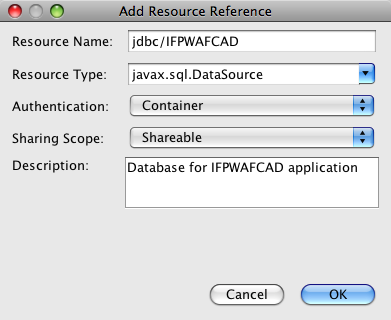 Add Resource Reference
Resource Name: jdbc/IFPWAFCAD
Resource Type: javax.sql.DataSource
Authentication: Container
Sharing Scope: Shareable
Description: Database for IFPWAFCAD application
Cancel OK